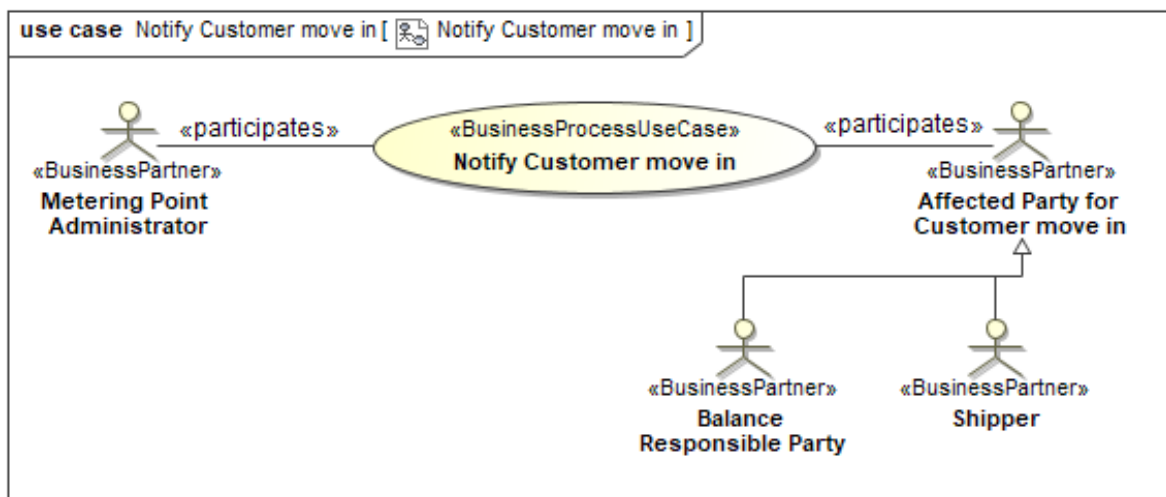 use case Notify Customer move in [ Notify Customer move in ]
«participates»
«BusinessProcessUseCase»
Notify Customer move in
«participates»
«BusinessPartner»
Metering Point
Administrator
«BusinessPartner»
Affected Party for
Customer move in
«BusinessPartner»
Balance
Responsible Party
«BusinessPartner»
Shipper